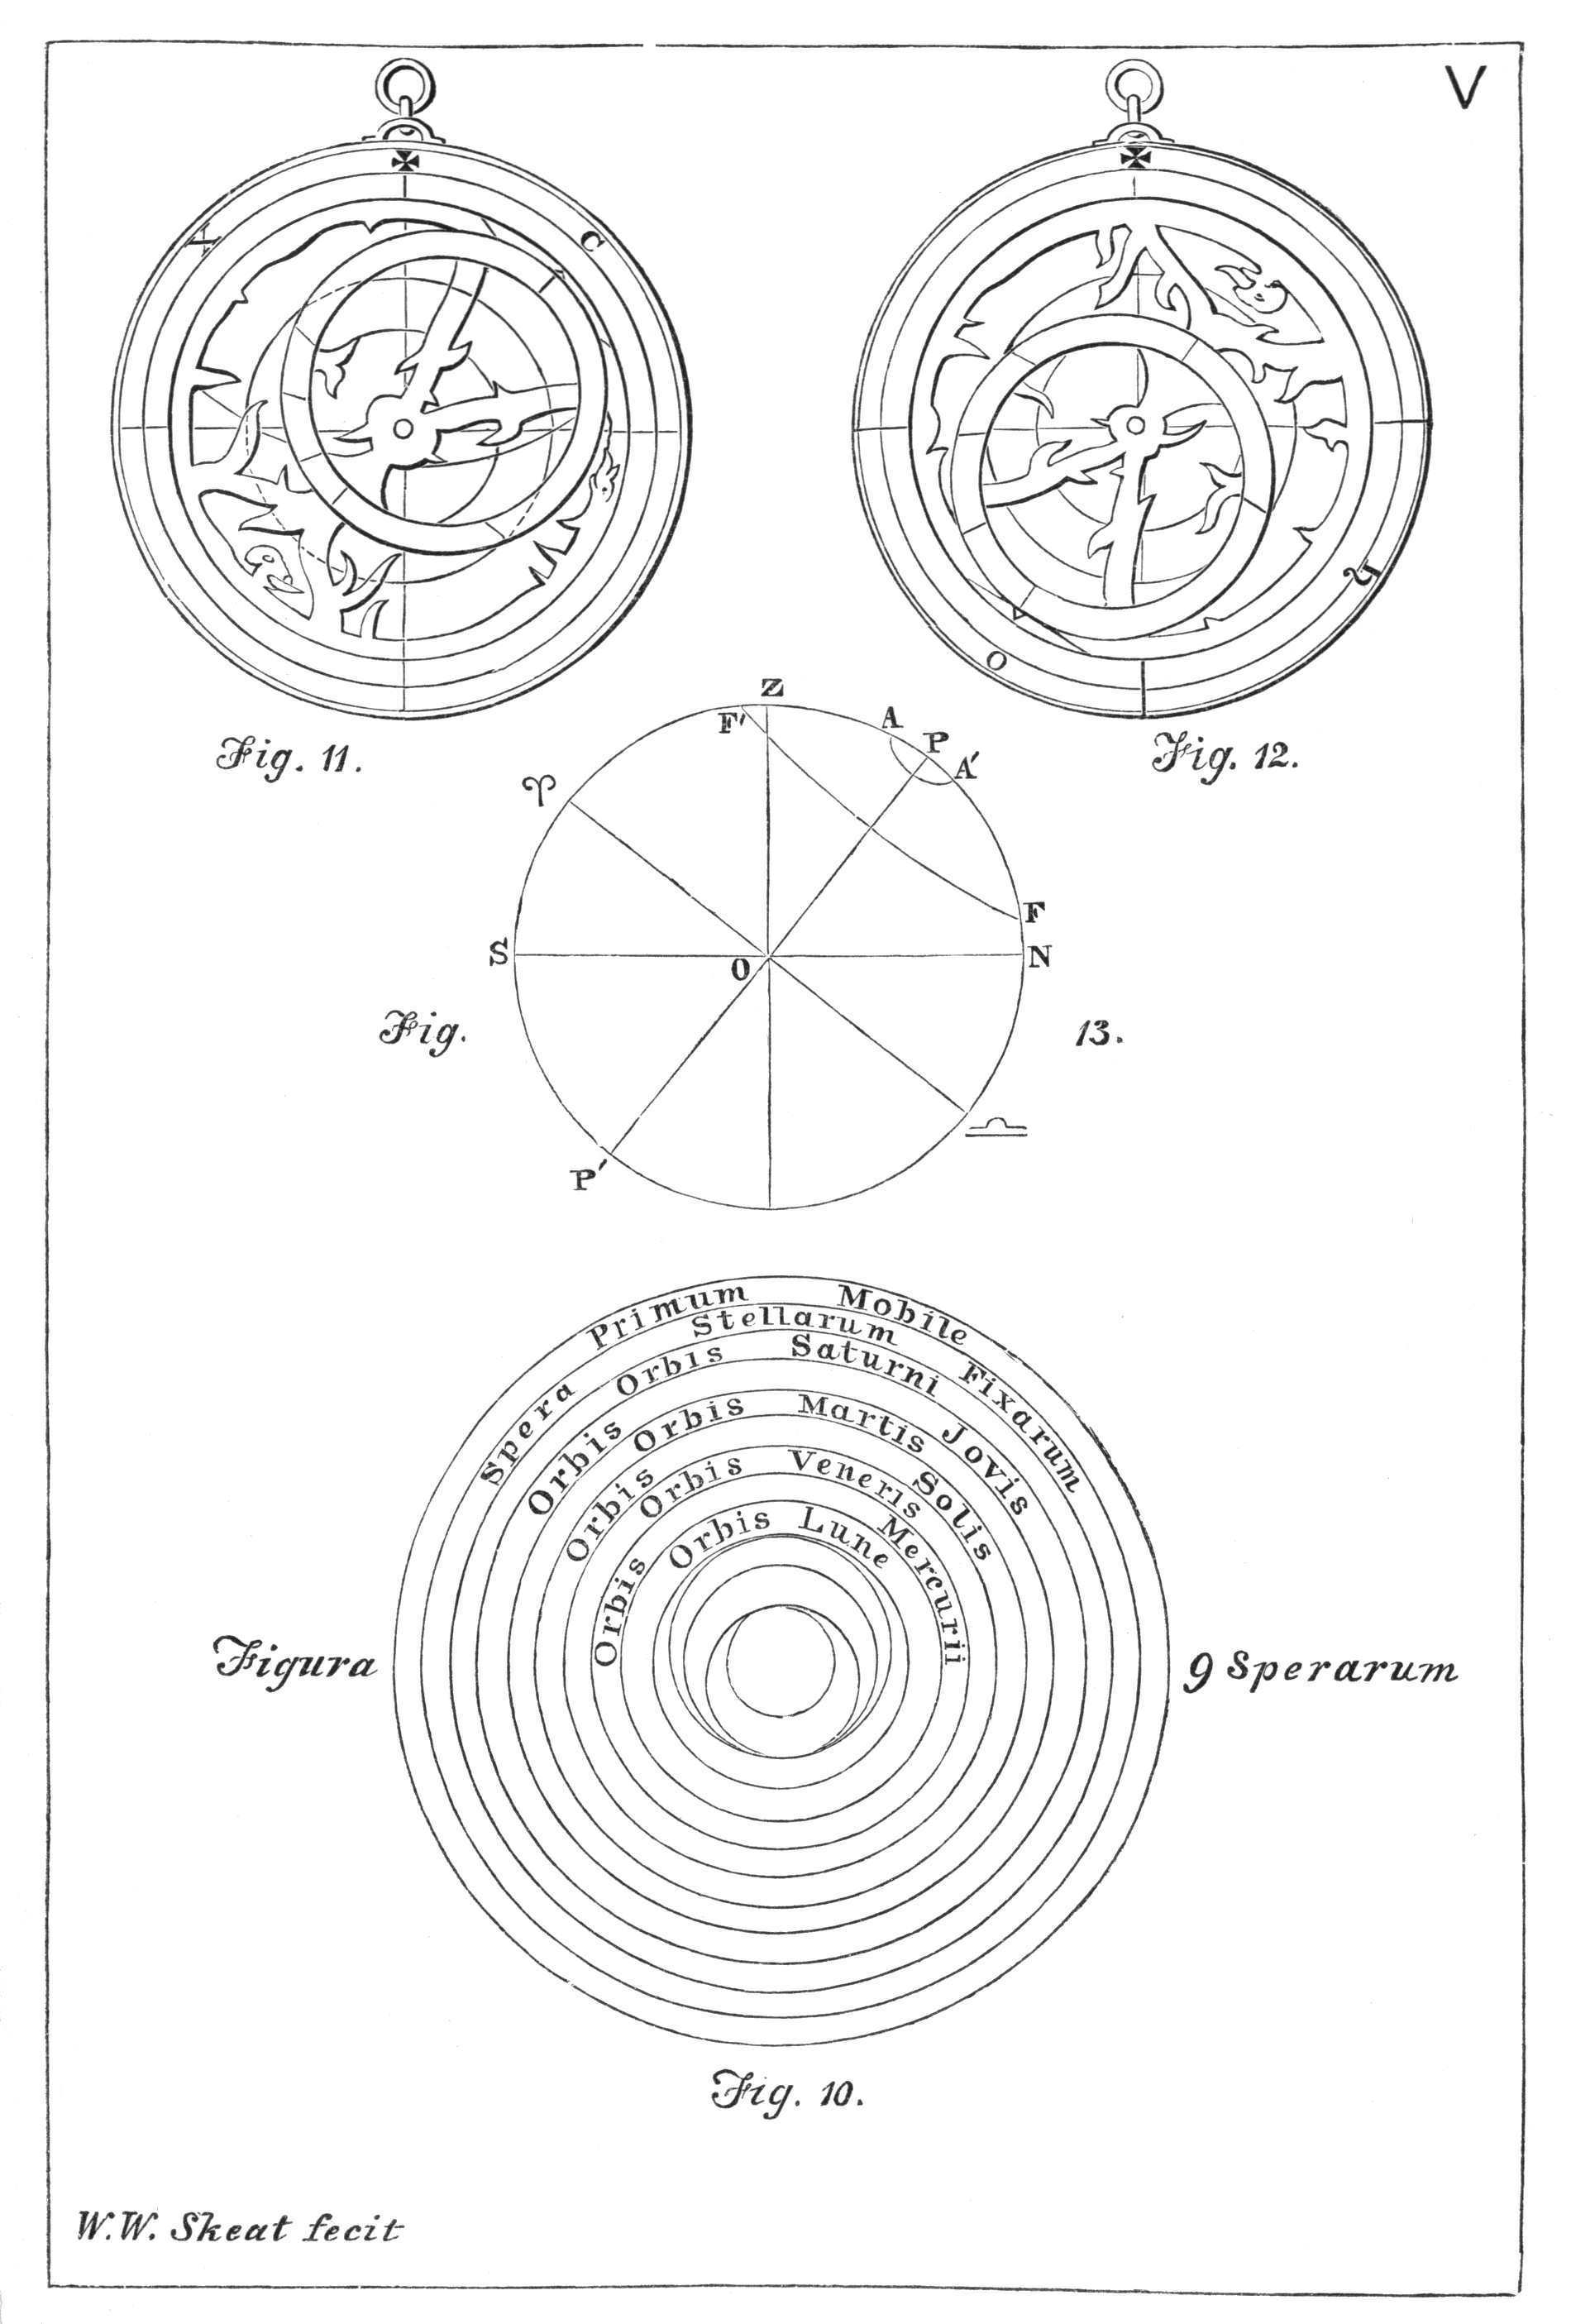 V
X
C
Fig. 11.
O
Fig. 12.
Z
F'
A
P
A'
♈
F
S
O
N
Fig. 13.
P'
♎
Primum Mobile
Spera Stellarum Fixarum
Orbis Saturni
Orbis Jovis
Orbis Martis
Orbis Solis
Orbis Veneris
Orbis Mercurii
Orbis Lune
Figura 9 Sperarum
Fig. 10.
W.W. Skeat fecit